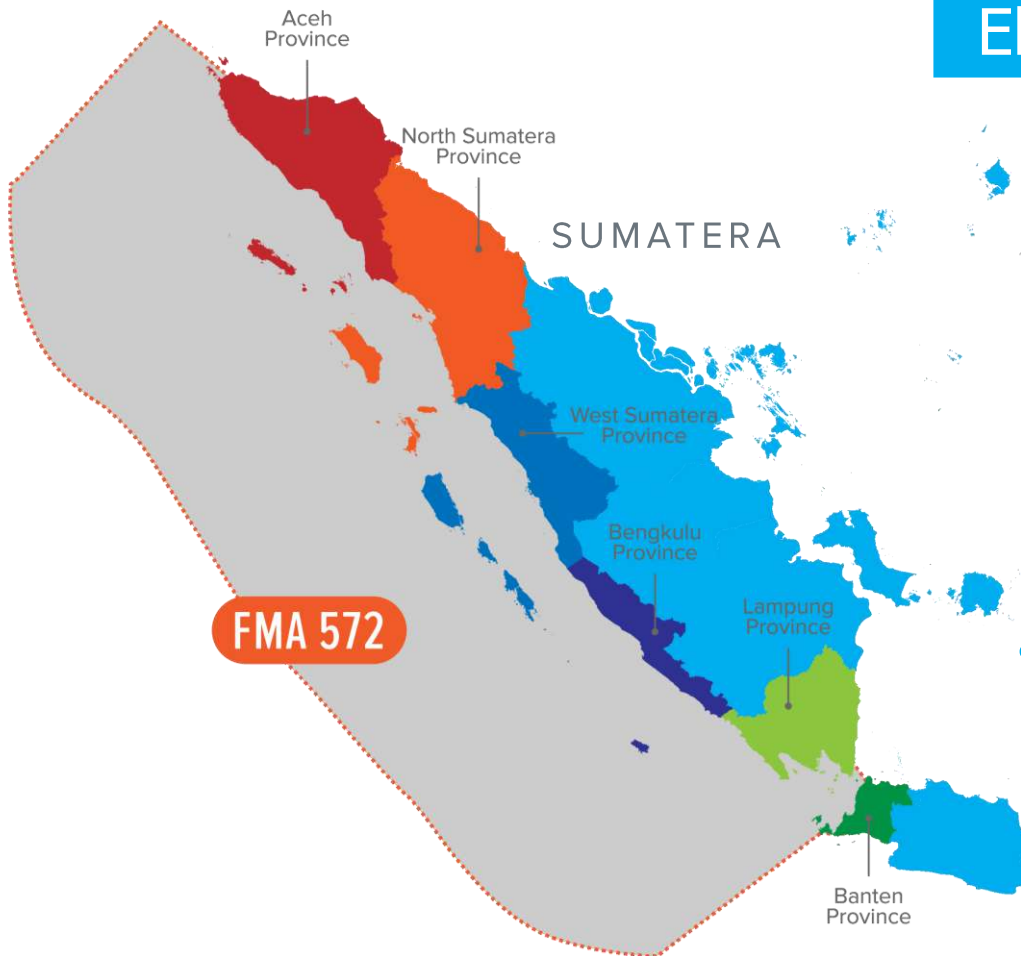 Aceh
Province
North Sumatera
Province
SUMATERA
West Sumatera
Province
Bengkulu
Province
FMA 572
Lampung
Province
Banten
Province